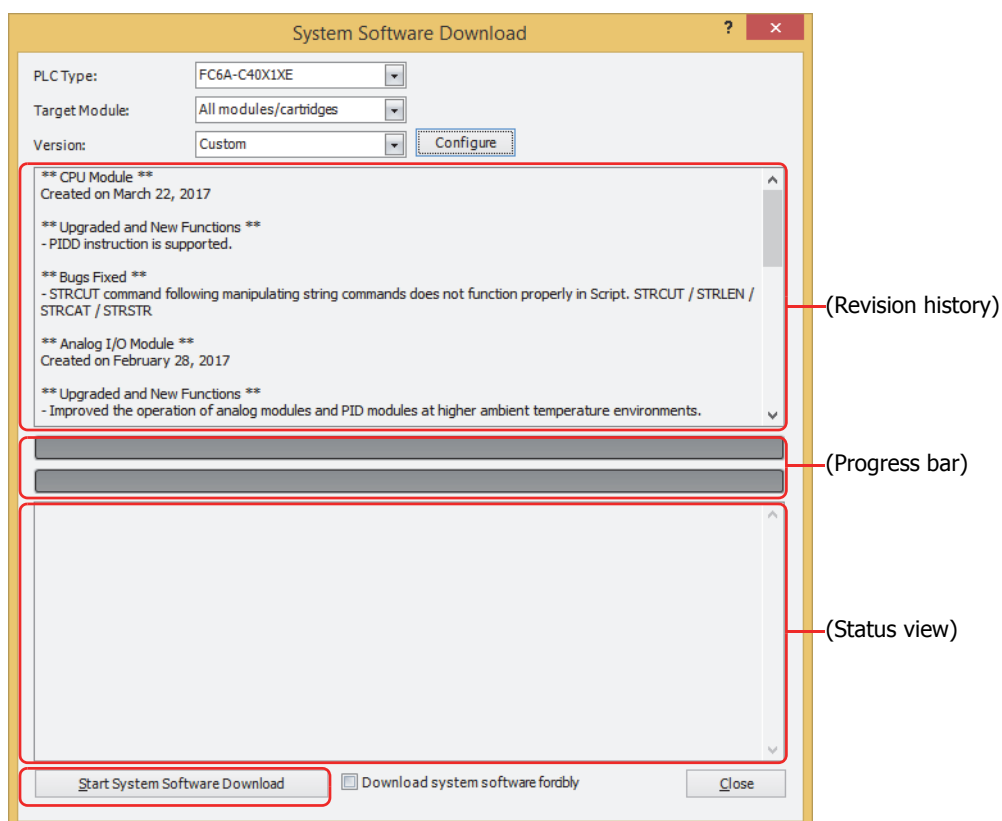 System Software Download
?
PLC Type:
FC6A-C40X1XE
Target Module:
All modules/cartridges
Version:
Custom
Configure
** CPU Module **
Created on March 22, 2017
** Upgraded and New Functions **
- PIDD instruction is supported.
** Bugs Fixed **
- STRCUT command following manipulating string commands does not function properly in Script. STRCUT / STRLEN /
STRCAT / STRSTR
** Analog I/O Module **
Created on February 28, 2017
** Upgraded and New Functions **
- Improved the operation of analog modules and PID modules at higher ambient temperature environments.
(Revision history)
(Progress bar)
(Status view)
Start System Software Download
Download system software forcibly
Close